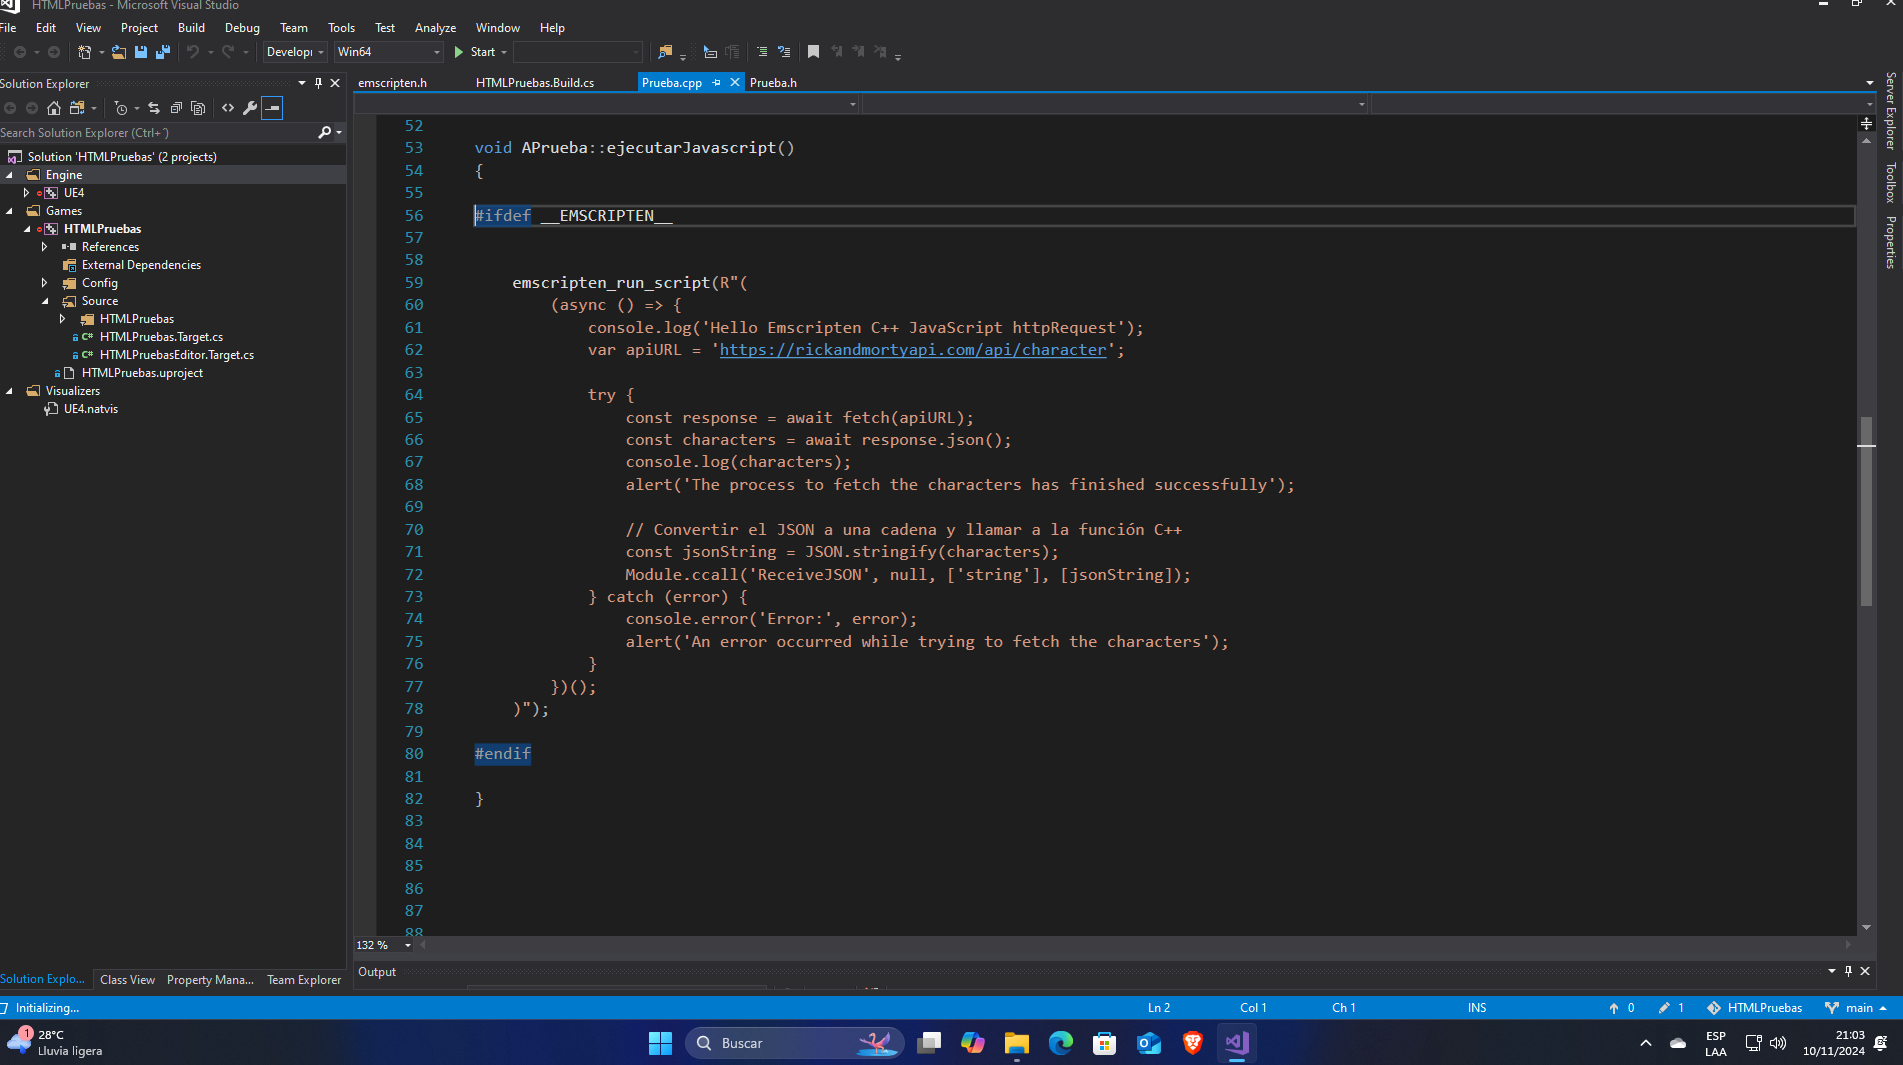 HTMLPruebas - Microsoft Visual Studio
File Edit View Project Build Debug Team Tools Test Analyze Window Help
Develop Win64 Start
Solution Explorer
Search Solution Explorer (Ctrl+´)
Solution 'HTMLPruebas' (2 projects)
Engine
UE4
Games
HTMLPruebas
References
External Dependencies
Config
Source
HTMLPruebas
HTMLPruebas.Target.cs
HTMLPruebasEditor.Target.cs
HTMLPruebas.uproject
Visualizers
UE4.natvis
Solution Explo... Class View Property Mana... Team Explorer
emscripten.h HTMLPruebas.Build.cs Prueba.cpp Prueba.h
52
53 void APrueba::ejecutarJavascript()
54 {
55
56 #ifdef __EMSCRIPTEN__
57
58
59 emscripten_run_script(R"(
60 (async () => {
61 console.log('Hello Emscripten C++ JavaScript httpRequest');
62 var apiURL = 'https://rickandmortyapi.com/api/character';
63
64 try {
65 const response = await fetch(apiURL);
66 const characters = await response.json();
67 console.log(characters);
68 alert('The process to fetch the characters has finished successfully');
69
70 // Convertir el JSON a una cadena y llamar a la función C++
71 const jsonString = JSON.stringify(characters);
72 Module.ccall('ReceiveJSON', null, ['string'], [jsonString]);
73 } catch (error) {
74 console.error('Error:', error);
75 alert('An error occurred while trying to fetch the characters');
76 }
77 })();
78 )");
79
80 #endif
81
82 }
83
84
85
86
87
88
132 %
Output
Server Explorer
Toolbox
Properties
Initializing... Ln 2 Col 1 Ch 1 INS 0 1 HTMLPruebas main
1
28°C
Lluvia ligera
Buscar
ESP
LAA
21:03
10/11/2024